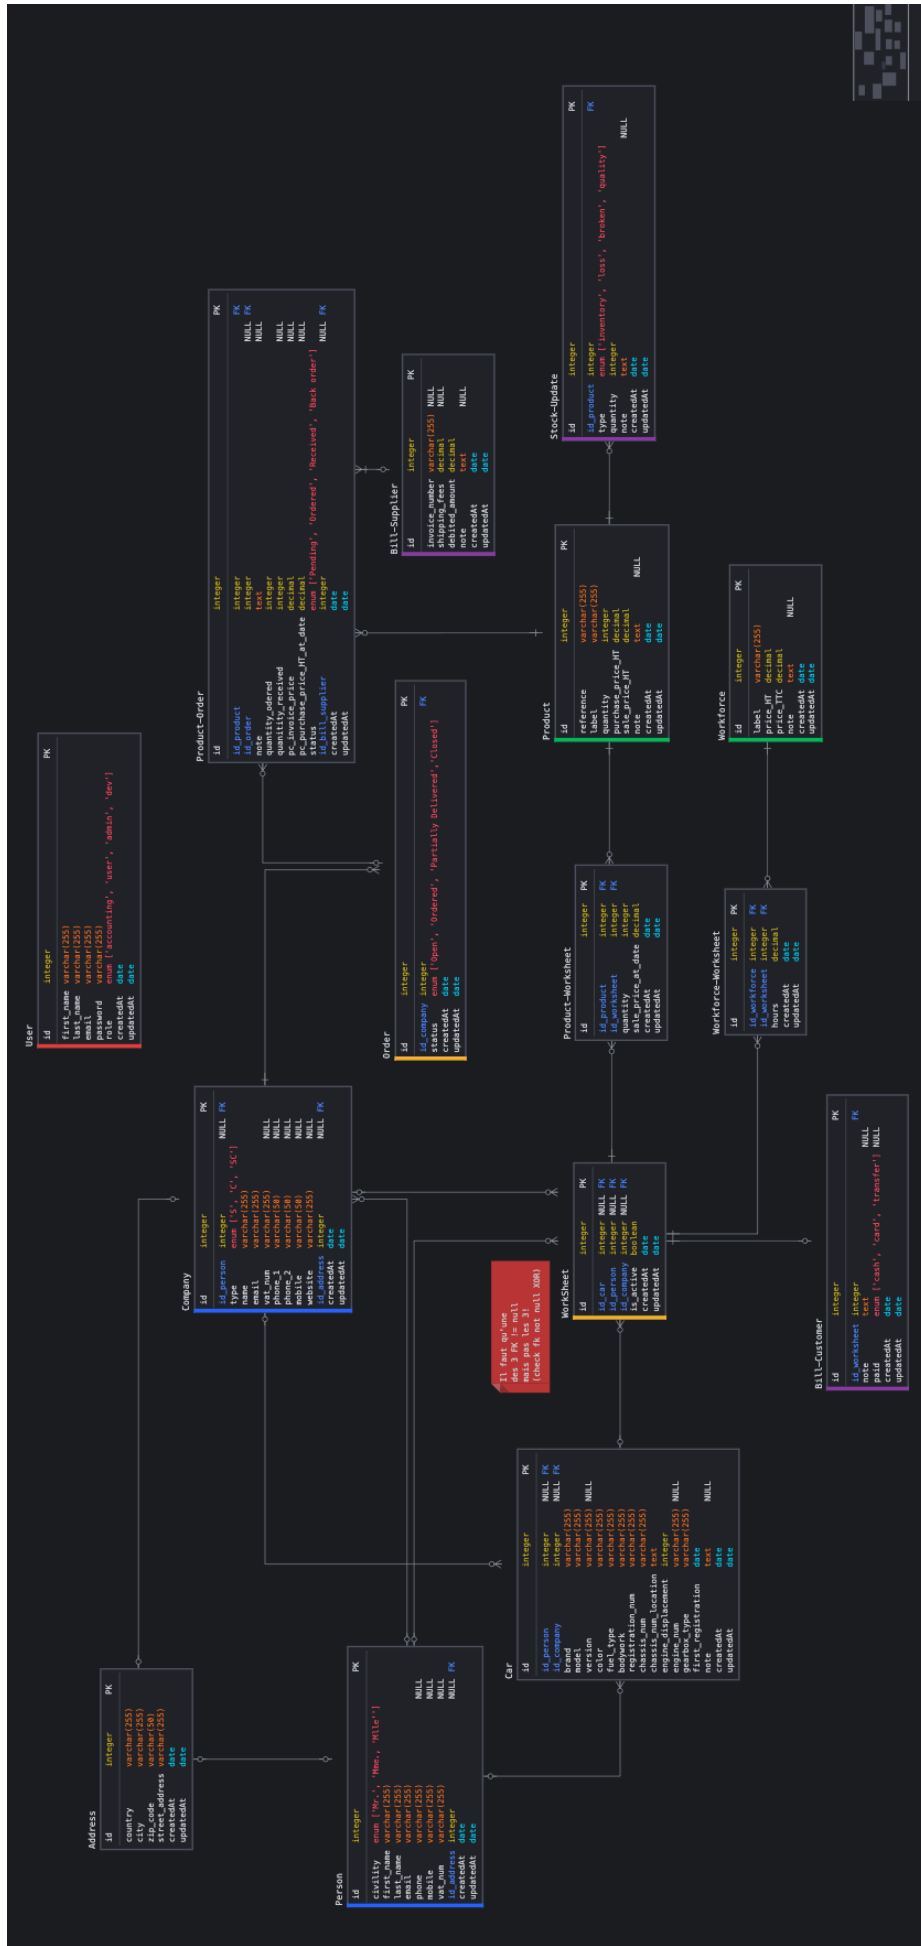 Address
id integer PK
country varchar(255)
city varchar(255)
zip_code varchar(50)
street_address varchar(255)
createdAt date
updatedAt date
User
id integer PK
first_name varchar(255)
last_name varchar(255)
email varchar(255)
password varchar(255)
role enum ['accounting', 'user', 'admin', 'dev']
createdAt date
updatedAt date
Company
id integer PK
id_person integer NULL FK
type enum ['S', 'C', 'SC']
name varchar(255)
email varchar(255)
vat_num varchar(255) NULL
phone_1 varchar(50) NULL
phone_2 varchar(50) NULL
mobile varchar(50) NULL
website varchar(255) NULL
id_address integer NULL FK
createdAt date
updatedAt date
Product-Order
id integer PK
id_product integer FK
id_order integer NULL FK
note text NULL
quantity_odered integer
quantity_received integer NULL
pc_invoice_price decimal NULL
pc_purchase_price_HT_at_date decimal NULL
status enum ['Pending', 'Ordered', 'Received', 'Back order']
id_bill_supplier integer NULL FK
createdAt date
updatedAt date
Person
id integer PK
civility enum ['Mr.', 'Mme., 'Mlle'']
first_name varchar(255)
last_name varchar(255)
email varchar(255)
phone varchar(255) NULL
mobile varchar(255) NULL
vat_num varchar(255) NULL
id_address integer NULL FK
createdAt date
updatedAt date
Order
id integer PK
id_company integer FK
status enum ['Open', 'Ordered', 'Partially Delivered','Closed']
createdAt date
updatedAt date
Bill-Supplier
id integer PK
invoice_number varchar(255) NULL
shipping_fees decimal NULL
debited_amount decimal
note text NULL
createdAt date
updatedAt date
Il faut qu'une
des 3 FK != null
mais pas les 3!
(check fk not null XOR)
Car
id integer PK
id_person integer NULL FK
id_company integer NULL FK
brand varchar(255)
model varchar(255)
version varchar(255) NULL
color varchar(255)
fuel_type varchar(255)
bodywork varchar(255)
registration_num varchar(255)
chassis_num varchar(255)
chassis_num_location text
engine_displacement integer
engine_num varchar(255) NULL
gearbox_type varchar(255)
first_registration date
note text NULL
createdAt date
updatedAt date
WorkSheet
id integer PK
id_car integer NULL FK
id_person integer NULL FK
id_company integer NULL FK
is_active boolean
createdAt date
updatedAt date
Product-Worksheet
id integer PK
id_product integer FK
id_worksheet integer FK
quantity integer
sale_price_at_date decimal
createdAt date
updatedAt date
Product
id integer PK
reference varchar(255)
label varchar(255)
quantity integer
purchase_price_HT decimal
sale_price_HT decimal
note text NULL
createdAt date
updatedAt date
Stock-Update
id integer PK
id_product integer FK
type enum ['inventory', 'loss', 'broken', 'quality']
quantity integer
note text NULL
createdAt date
updatedAt date
Workforce-Worksheet
id integer PK
id_workforce integer FK
id_worksheet integer FK
hours decimal
createdAt date
updatedAt date
Workforce
id integer PK
label varchar(255)
price_HT decimal
price_TTC decimal
note text NULL
createdAt date
updatedAt date
Bill-Customer
id integer PK
id_worksheet integer FK
note text NULL
paid enum ['cash', 'card', 'transfer'] NULL
createdAt date
updatedAt date